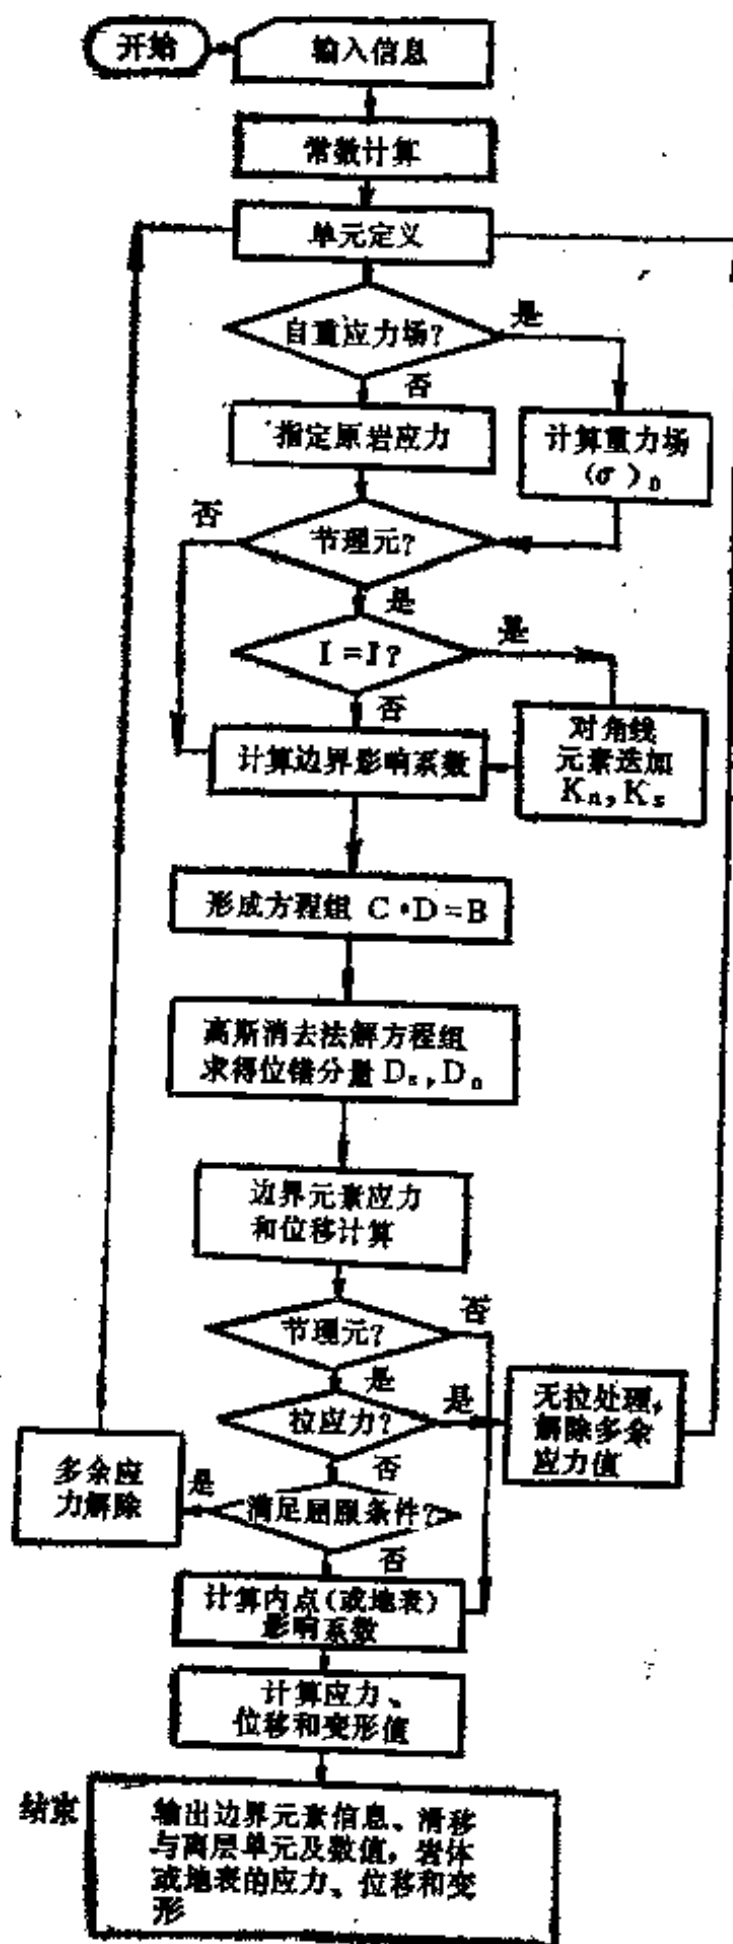 开始
输入信息
常数计算
单元定义
自重应力场?
是
否
指定原岩应力
计算重力场
(σ)₀
否
节理元?
是
I=J?
是
否
计算边界影响系数
对角线
元素迭加
Kₙ,Kₛ
形成方程组 C·D=B
高斯消去法解方程组
求得位错分量 Dₛ,Dₙ
边界元素应力
和位移计算
节理元?
否
是
拉应力?
是
无拉处理,
解除多余
应力值
否
多余应
力解除
是
满足屈服条件?
否
计算内点(或地表)
影响系数
计算应力、
位移和变形值
结束
输出边界元素信息、滑移
与离层单元及数值,岩体
或地表的应力、位移和变
形